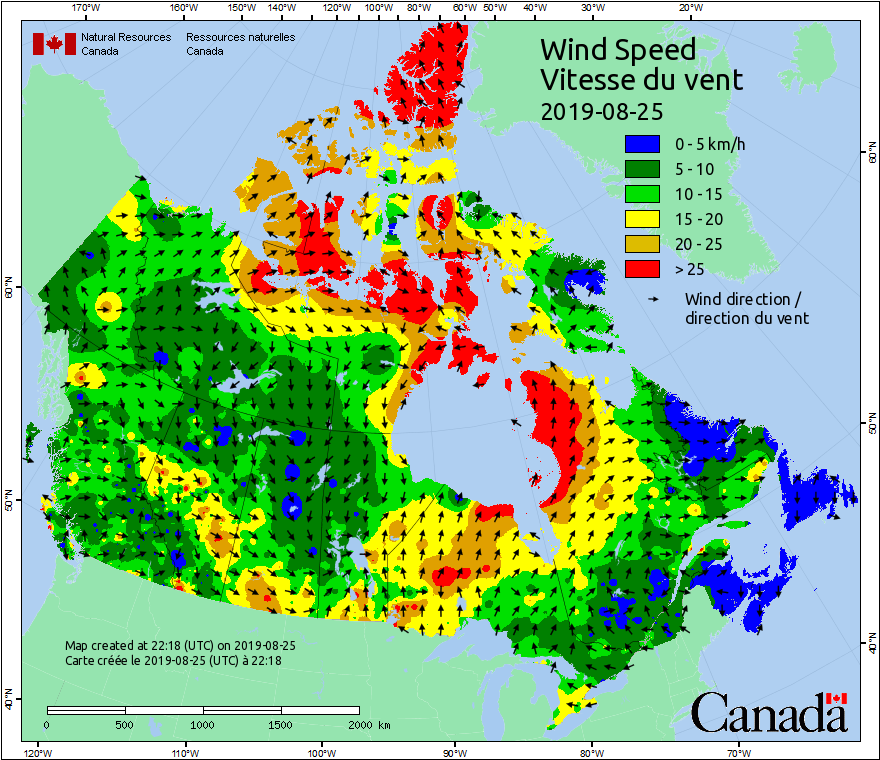 170°W 160°W 150°W 140°W 120°W 100°W 80°W 60°W 50°W 40°W 30°W 20°W
Natural Resources Ressources naturelles
Canada Canada
Wind Speed
Vitesse du vent
2019-08-25
0 - 5 km/h
5 - 10
10 - 15
15 - 20
20 - 25
> 25
Wind direction /
direction du vent
60°N
50°N
40°N
60°N
50°N
40°N
Map created at 22:18 (UTC) on 2019-08-25
Carte créée le 2019-08-25 (UTC) à 22:18
0 500 1000 1500 2000 km
Canada
120°W 110°W 100°W 90°W 80°W 70°W